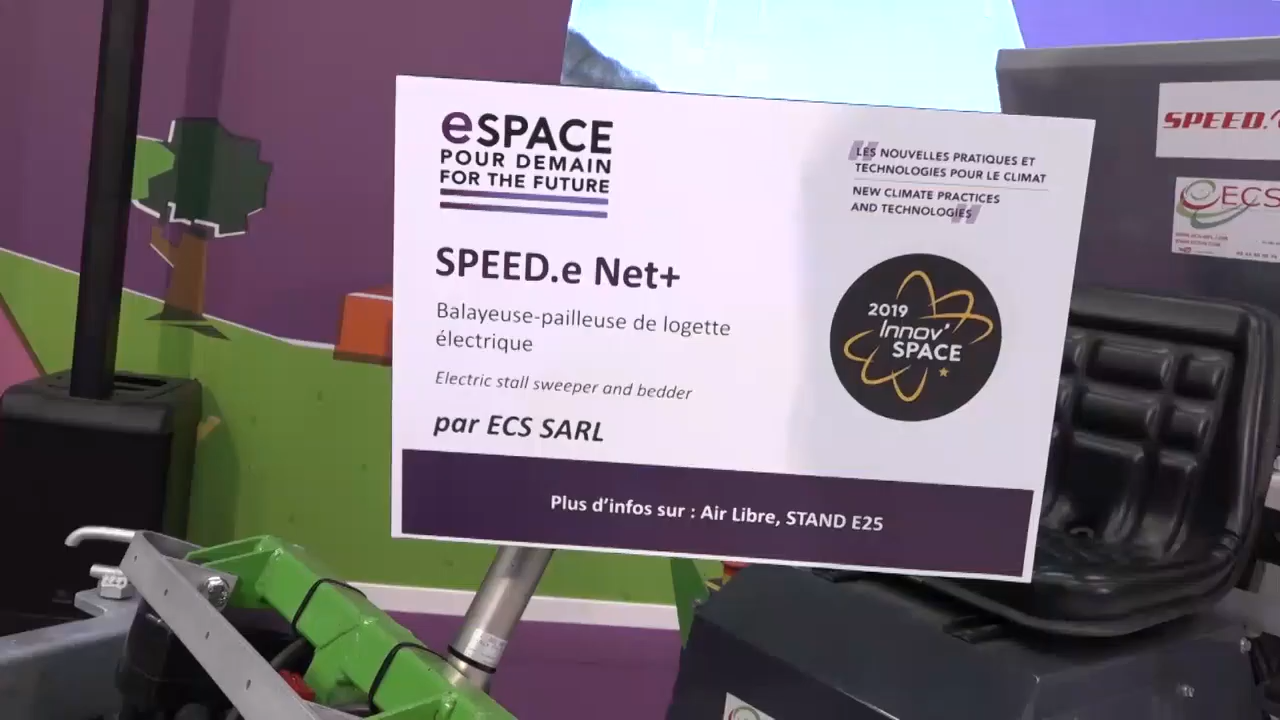 eSPACE
POUR DEMAIN
FOR THE FUTURE
LES NOUVELLES PRATIQUES ET
TECHNOLOGIES POUR LE CLIMAT
NEW CLIMATE PRACTICES
AND TECHNOLOGIES
SPEED.e Net+
Balayeuse-pailleuse de logette
électrique
Electric stall sweeper and bedder
par ECS SARL
2019
Innov'
SPACE
Plus d'infos sur : Air Libre, STAND E25
SPEED.
ECS